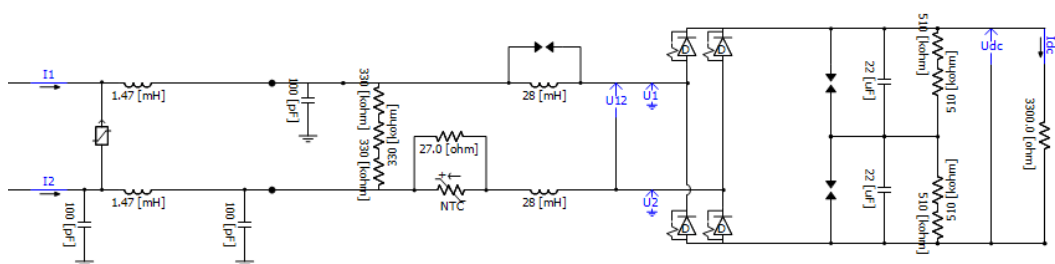 I1
1.47 [mH]
100 [pF]
330 [kohm]
330 [kohm]
330 [kohm]
28 [mH]
U12
U1
D
D
22 [uF]
510 [kohm]
510 [kohm]
Udc
Idc
3300.0 [ohm]
I2
100 [pF]
1.47 [mH]
100 [pF]
27.0 [ohm]
+
NTC
28 [mH]
U2
D
D
22 [uF]
510 [kohm]
510 [kohm]